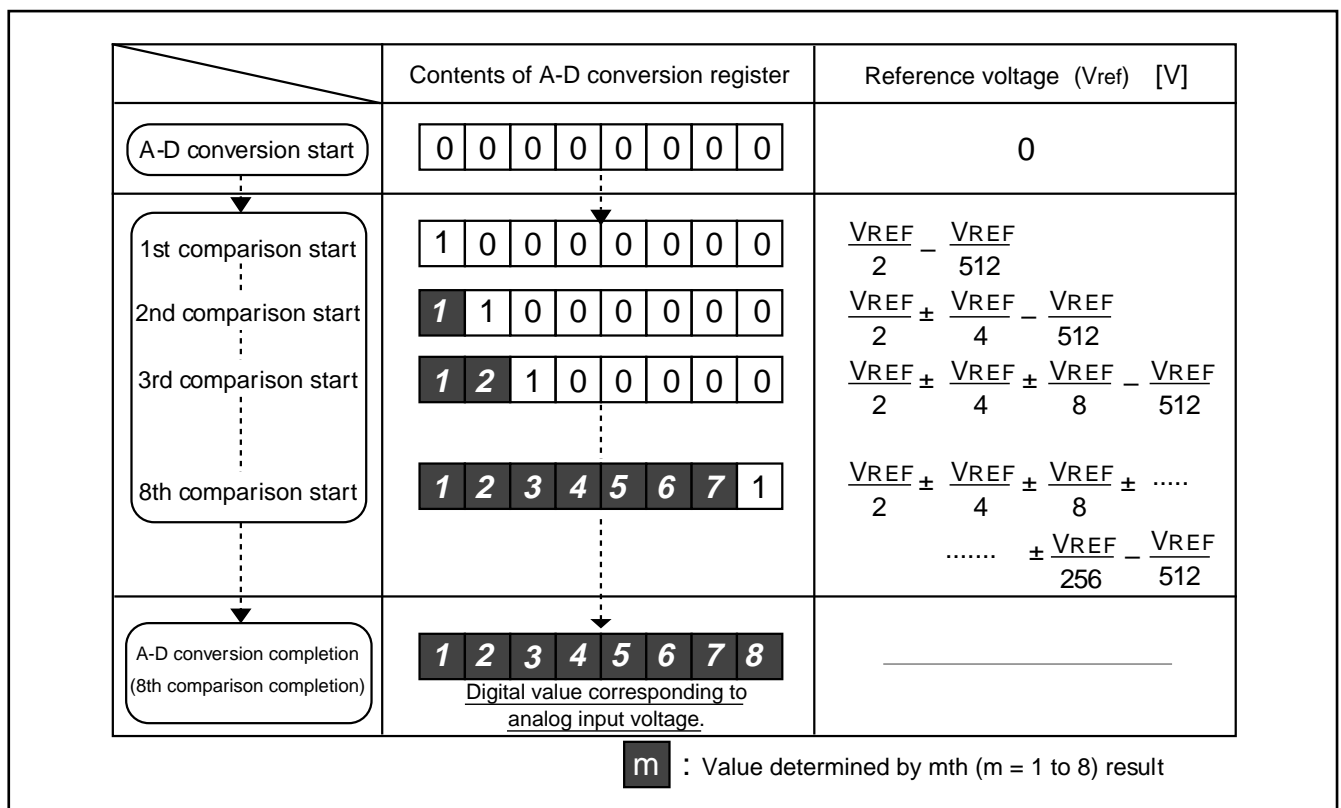 Contents of A-D conversion register
Reference voltage (Vref) [V]
A-D conversion start
0 0 0 0 0 0 0 0
0
1st comparison start
1 0 0 0 0 0 0 0
VREF/2 – VREF/512
2nd comparison start
1 1 0 0 0 0 0 0
VREF/2 ± VREF/4 – VREF/512
3rd comparison start
1 2 1 0 0 0 0 0
VREF/2 ± VREF/4 ± VREF/8 – VREF/512
8th comparison start
1 2 3 4 5 6 7 1
VREF/2 ± VREF/4 ± VREF/8 ± .....
....... ± VREF/256 – VREF/512
A-D conversion completion
(8th comparison completion)
1 2 3 4 5 6 7 8
Digital value corresponding to
analog input voltage.
m : Value determined by mth (m = 1 to 8) result